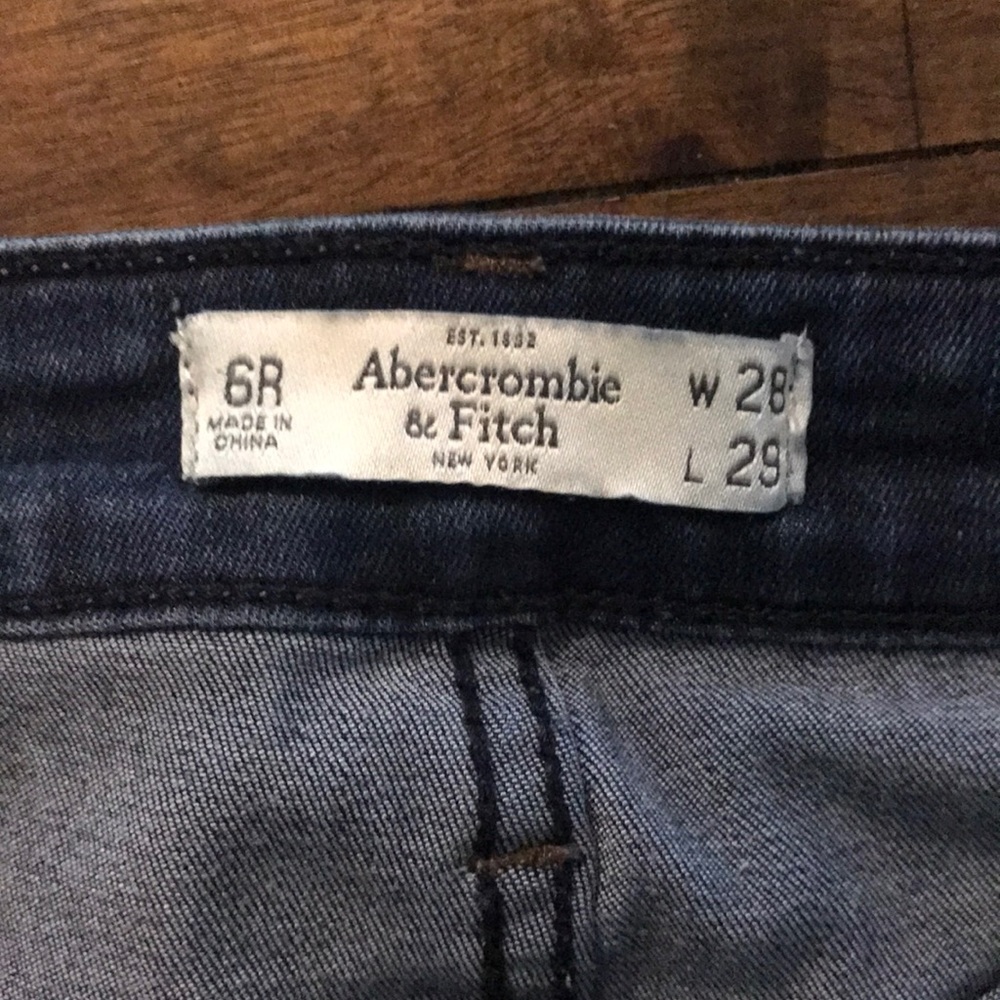 EST. 1892
6R
MADE IN
CHINA
Abercrombie
& Fitch
NEW YORK
W 28
L 29